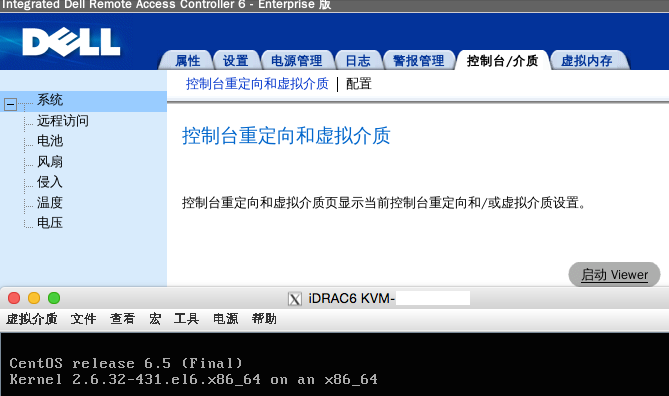 Integrated Dell Remote Access Controller 6 - Enterprise 版
DELL
属性 设置 电源管理 日志 警报管理 控制台/介质 虚拟内存
控制台重定向和虚拟介质 | 配置
系统
远程访问
电池
风扇
侵入
温度
电压
控制台重定向和虚拟介质
控制台重定向和虚拟介质页显示当前控制台重定向和/或虚拟介质设置。
启动 Viewer
iDRAC6 KVM-
虚拟介质 文件 查看 宏 工具 电源 帮助
CentOS release 6.5 (Final)
Kernel 2.6.32-431.el6.x86_64 on an x86_64